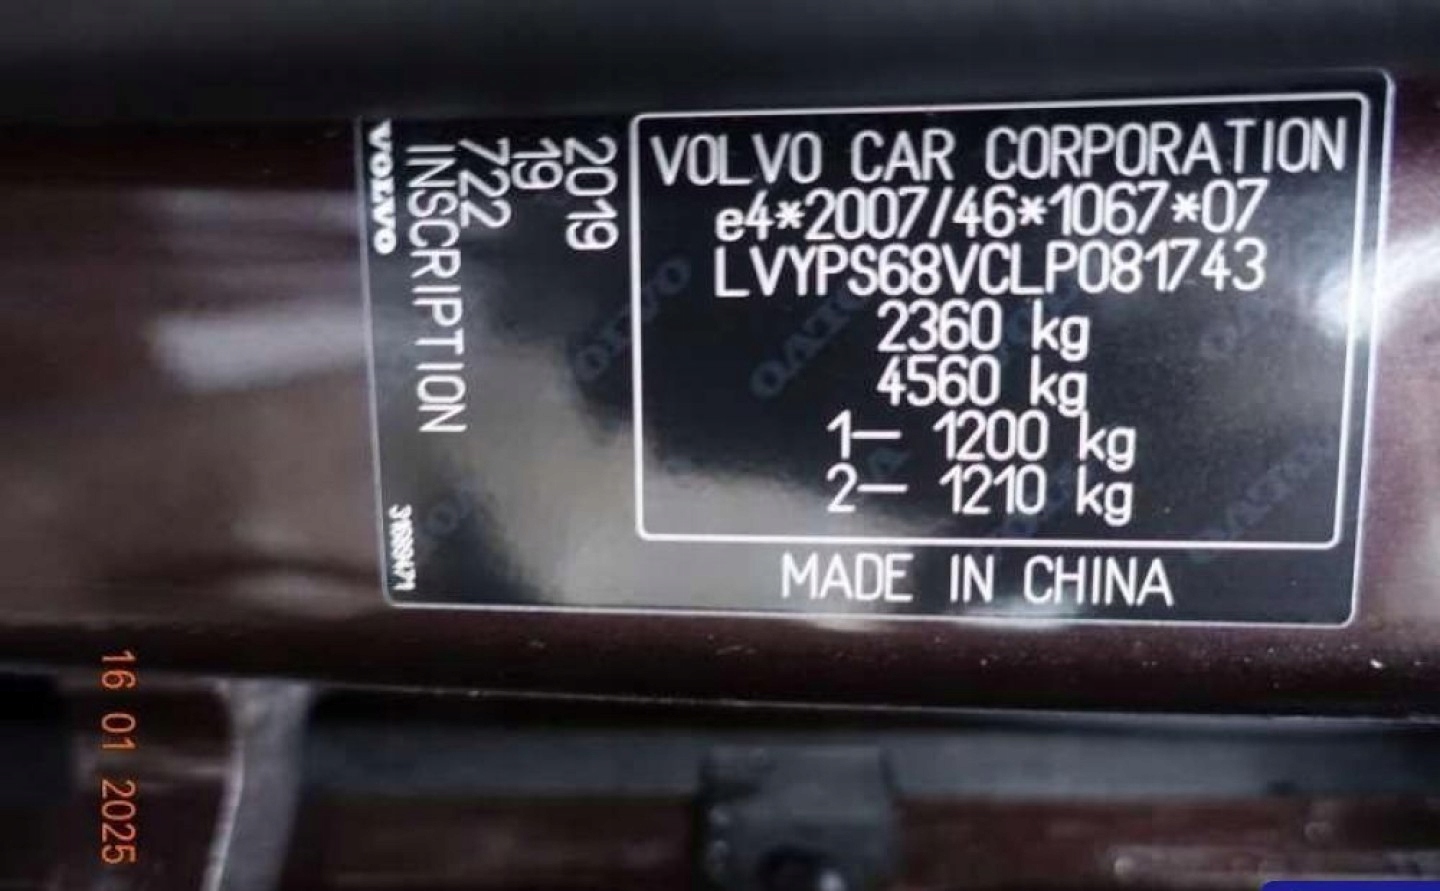 VOLVO CAR CORPORATION
e4*2007/46*1067*07
LVYPS68VCLP081743
2360 kg
4560 kg
1— 1200 kg
2— 1210 kg
MADE IN CHINA
2019
19
722
INSCRIPTION
VOLVO
16 01 2025